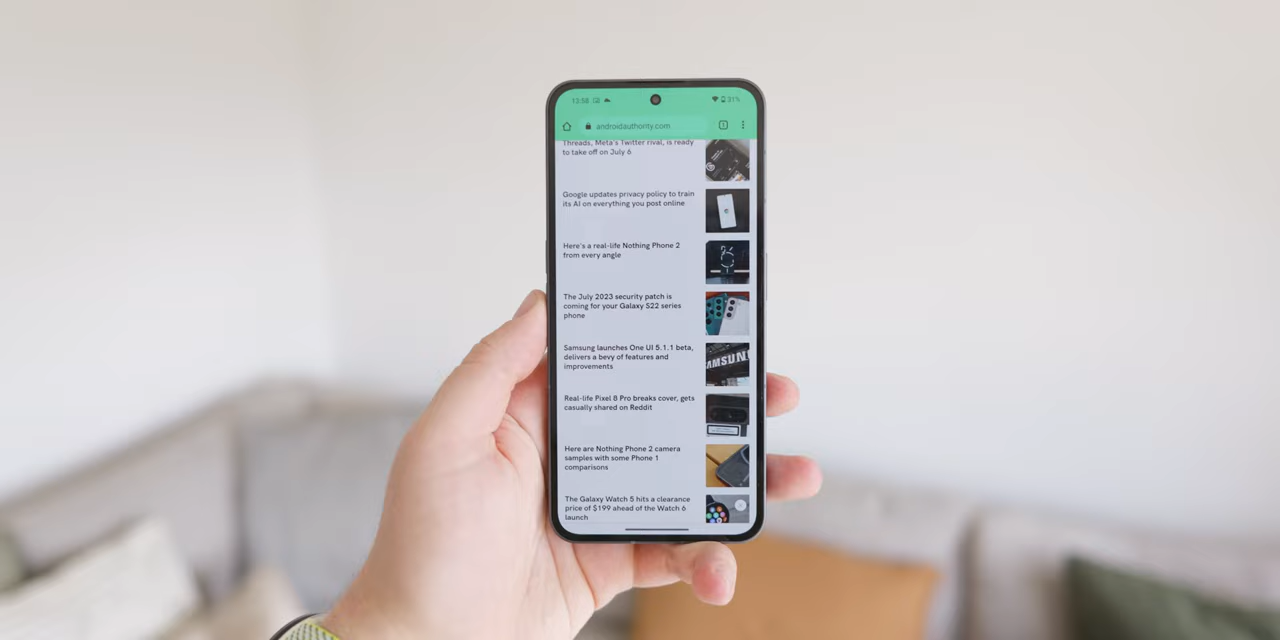 13:58
31%
androidauthority.com
Threads, Meta's Twitter rival, is ready
to take off on July 6
Google updates privacy policy to train
its AI on everything you post online
Here's a real-life Nothing Phone 2
from every angle
The July 2023 security patch is
coming for your Galaxy S22 series
phone
Samsung launches One UI 5.1.1 beta,
delivers a bevy of features and
improvements
AMSUN
Real-life Pixel 8 Pro breaks cover, gets
casually shared on Reddit
Here are Nothing Phone 2 camera
samples with some Phone 1
comparisons
The Galaxy Watch 5 hits a clearance
price of $199 ahead of the Watch 6
launch